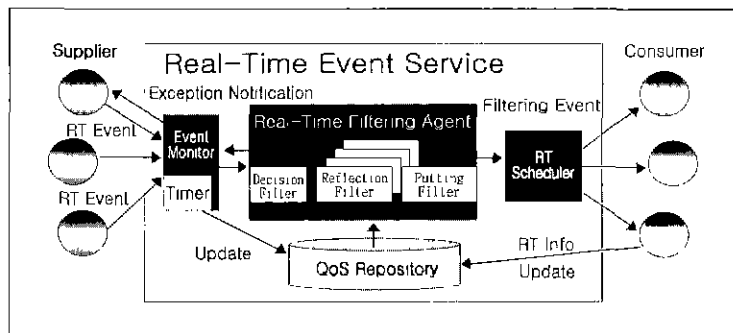 Supplier
Consumer
Real-Time Event Service
Exception Notification
Filtering Event
RT Event
Event
Monitor
Real-Time Filtering Agent
RT
Scheduler
Timer
Decision
Filter
Reflection
Filter
Putting
Filter
RT Event
Update
QoS Repository
RT Info
Update